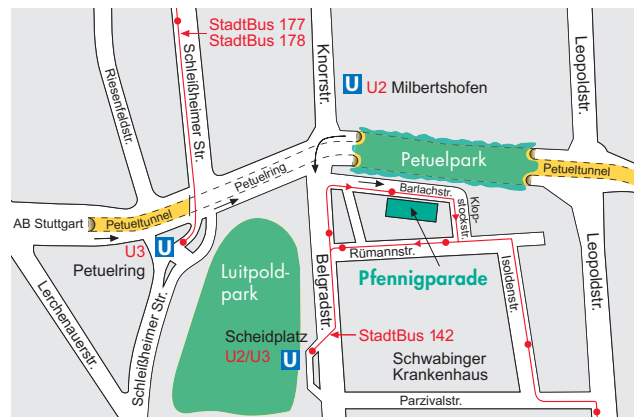 StadtBus 177
StadtBus 178
Riesenfeldstr.
Schleißheimer Str.
Knorrstr.
Leopoldstr.
U
U2 Milbertshofen
Petuelpark
Petueltunnel
Petuelring
Barlachstr.
Klop-
stockstr.
AB Stuttgart
Petueltunnel
U3
U
Petuelring
Luitpold-
park
Belgradstr.
Rümannstr.
Pfennigparade
Isoldenstr.
Leopoldstr.
Lerchenauerstr.
Schleißheimer Str.
Scheidplatz
U2/U3
U
StadtBus 142
Schwabinger
Krankenhaus
Parzivalstr.